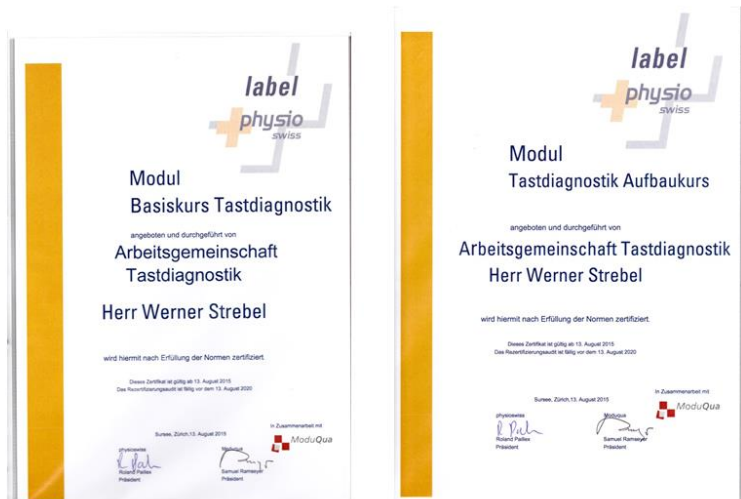 label
physio
swiss
Modul
Basiskurs Tastdiagnostik
angeboten und durchgeführt von
Arbeitsgemeinschaft
Tastdiagnostik
Herr Werner Strebel
wird hiermit nach Erfüllung der Normen zertifiziert
Dieses Zertifikat ist gültig ab 13. August 2015
Das Rezertifizierungsaudit ist fällig vor dem 13. August 2020
Sursee, Zürich,13. August 2015
In Zusammenarbeit mit
ModuQua
physioswiss
Moduqua
Roland Paillex
Samuel Ramseyer
Präsident
Präsident
label
physio
swiss
Modul
Tastdiagnostik Aufbaukurs
angeboten und durchgeführt von
Arbeitsgemeinschaft Tastdiagnostik
Herr Werner Strebel
wird hiermit nach Erfüllung der Normen zertifiziert
Dieses Zertifikat ist gültig ab 13. August 2015
Das Rezertifizierungsaudit ist fällig vor dem 13. August 2020
In Zusammenarbeit mit
Sursee, Zürich,13. August 2015
ModuQua
physioswiss
Moduqua
Roland Paillex
Samuel Ramseyer
Präsident
Präsident